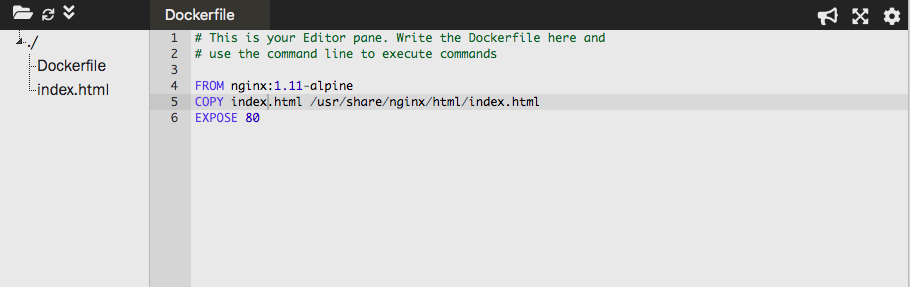 Dockerfile
./
Dockerfile
index.html
1 # This is your Editor pane. Write the Dockerfile here and
2 # use the command line to execute commands
3
4 FROM nginx:1.11-alpine
5 COPY index.html /usr/share/nginx/html/index.html
6 EXPOSE 80